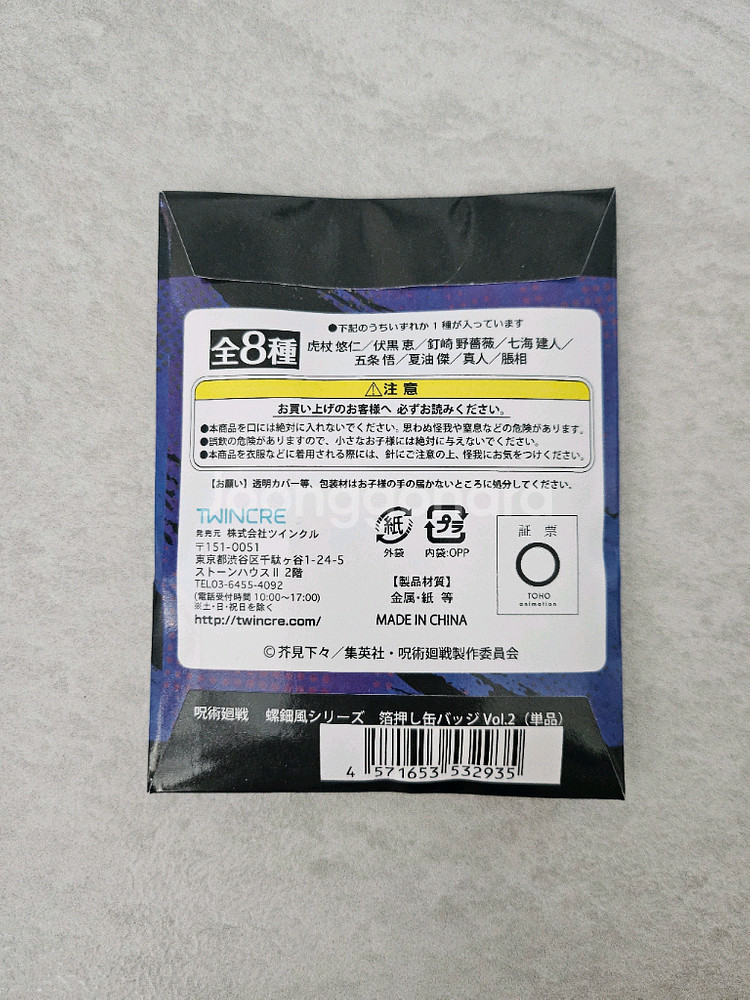 ●下記のうちいずれか1種が入っています
全8種
虎杖 悠仁／伏黒 恵／釘崎 野薔薇／七海 建人／
五条 悟／夏油 傑／真人／脹相
⚠注 意
お買い上げのお客様へ 必ずお読みください。
●本商品を口には絶対に入れないでください。思わぬ怪我や窒息などの危険があります。
●誤飲の危険がありますので、小さなお子様には絶対に与えないでください。
●本商品を衣服などに着用される際には、針にご注意の上、怪我にお気をつけください。
【お願い】透明カバー等、包装材はお子様の手の届かないところに処分してください。
joonggonara
TWINCRE
発売元 株式会社ツインクル
〒151-0051
東京都渋谷区千駄ヶ谷1-24-5
ストーンハウスⅡ 2階
TEL03-6455-4092
(電話受付時間 10:00〜17:00)
※土・日・祝日を除く
http://twincre.com/
紙
外袋
プラ
内袋:OPP
【製品材質】
金属・紙 等
MADE IN CHINA
証 票
TOHO
animation
©芥見下々／集英社・呪術廻戦製作委員会
呪術廻戦 螺鈿風シリーズ 箔押し缶バッジ Vol.2（単品）
4 571653 532935